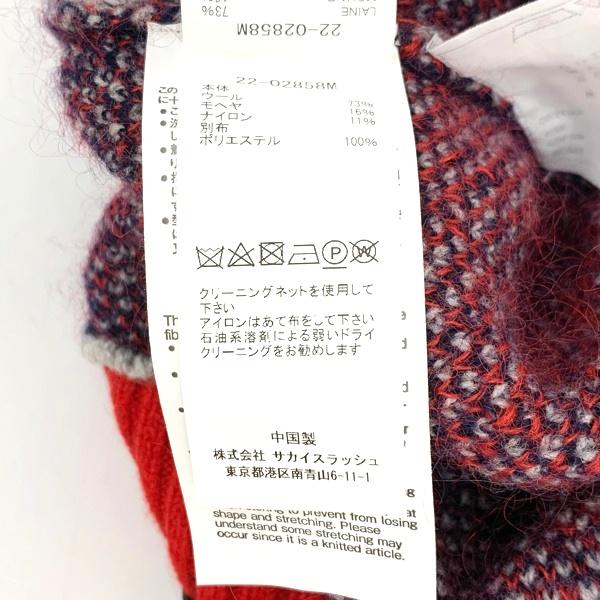 LAINE 73%
22-02858M
22-02858M
本体
ウール 73%
モヘヤ 16%
ナイロン 11%
別布
ポリエステル 100%
クリーニングネットを使用して
下さい
アイロンはあて布をして下さい
石油系溶剤による弱いドライ
クリーニングをお勧めします
中国製
株式会社 サカイスラッシュ
東京都港区南青山6-11-1
to prevent from losing
shape and stretching. Please
understand some stretching may
occur since it is a knitted article.